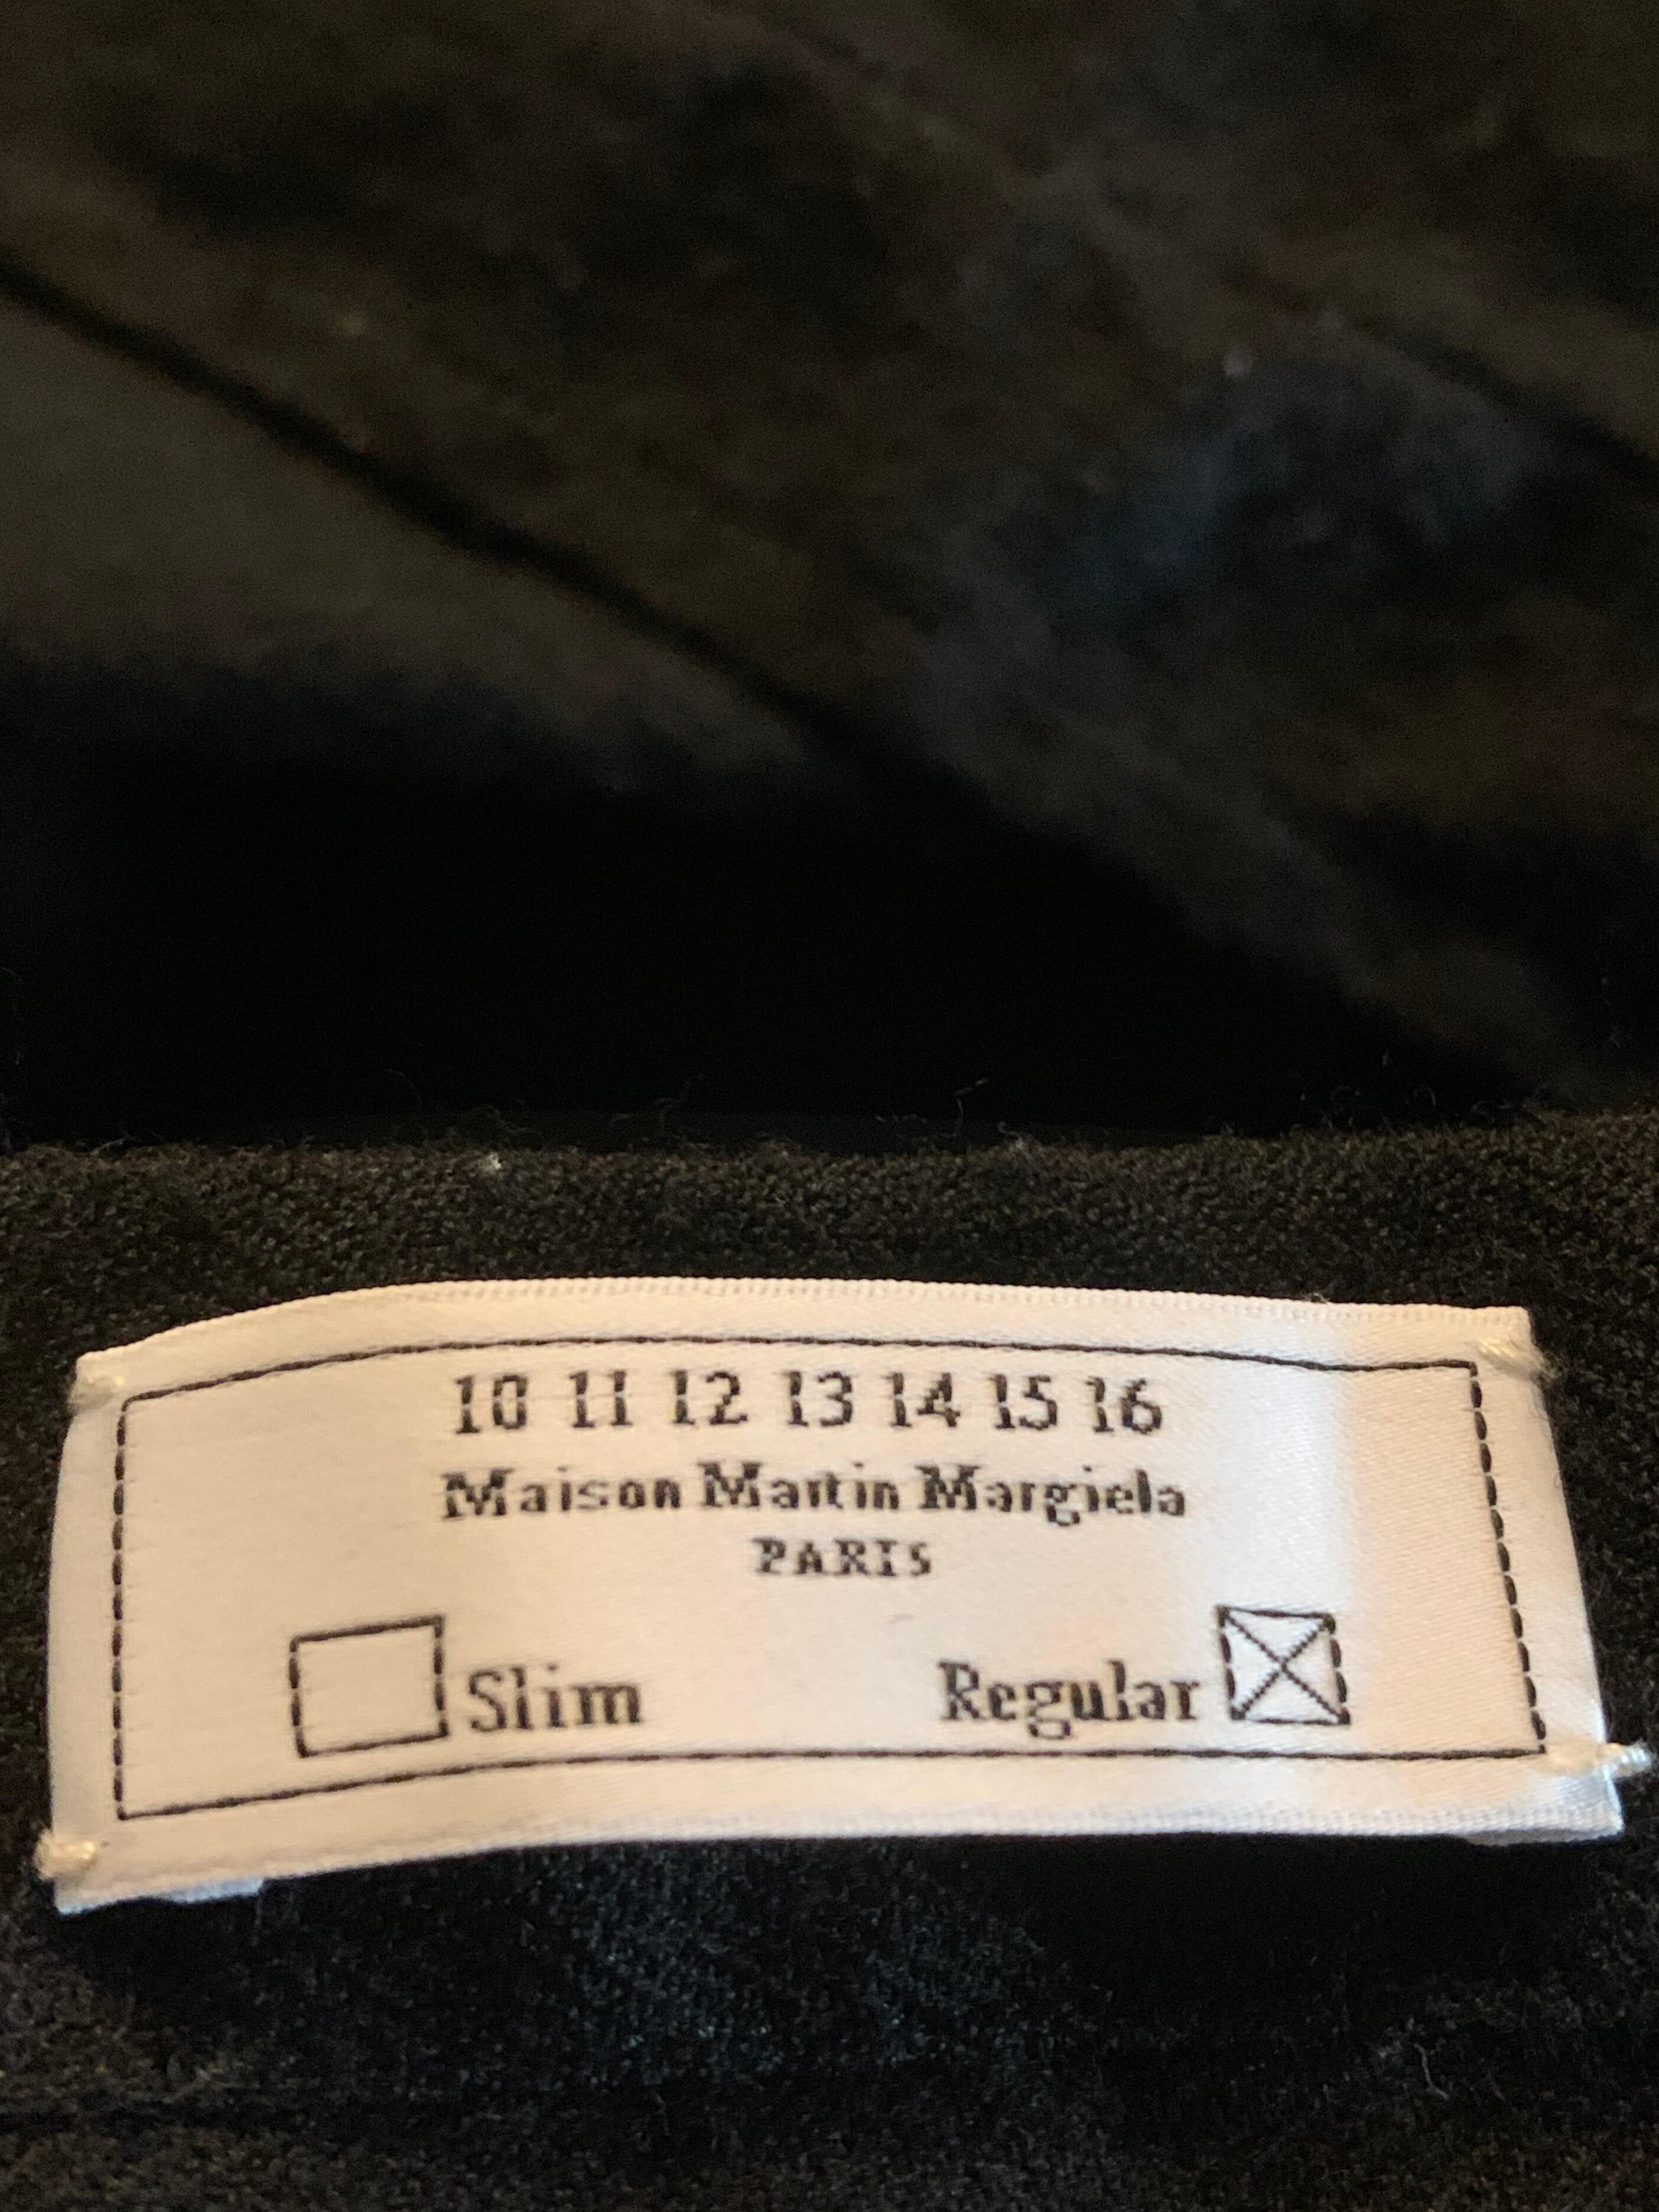 10 11 12 13 14 15 16
Maison Martin Margiela
PARIS
Slim Regular